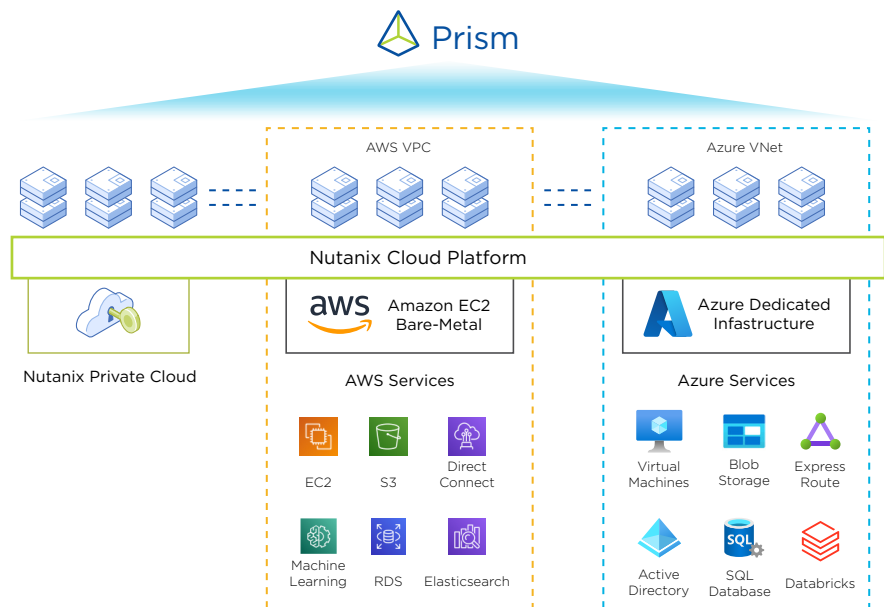 Prism
AWS VPC
Azure VNet
Nutanix Cloud Platform
aws
Amazon EC2
Bare-Metal
Azure Dedicated
Infastructure
Nutanix Private Cloud
AWS Services
Azure Services
EC2
S3
Direct
Connect
Virtual
Machines
Blob
Storage
Express
Route
Machine
Learning
RDS
Elasticsearch
Active
Directory
SQL
SQL
Database
Databricks